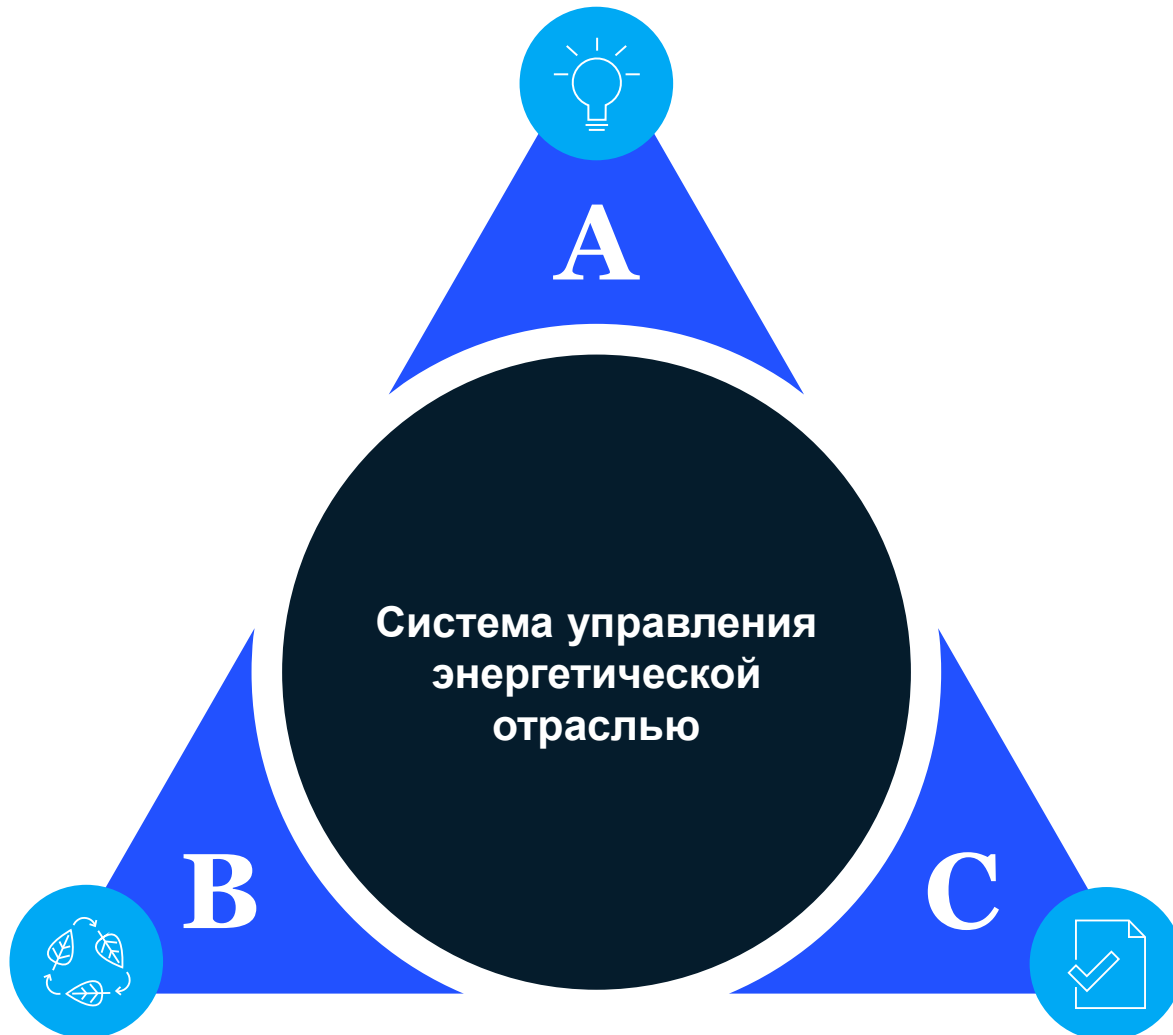 A
Система управления
энергетической
отраслью
B
C